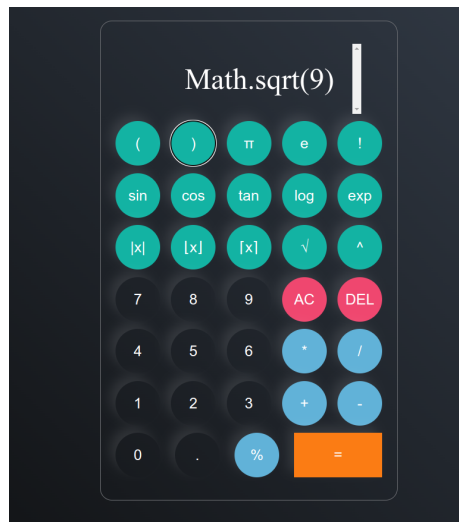 Math.sqrt(9)
( ) π e !
sin cos tan log exp
|x| ⌊x⌋ ⌈x⌉ √ ^
7 8 9 AC DEL
4 5 6 * /
1 2 3 + -
0 . % =